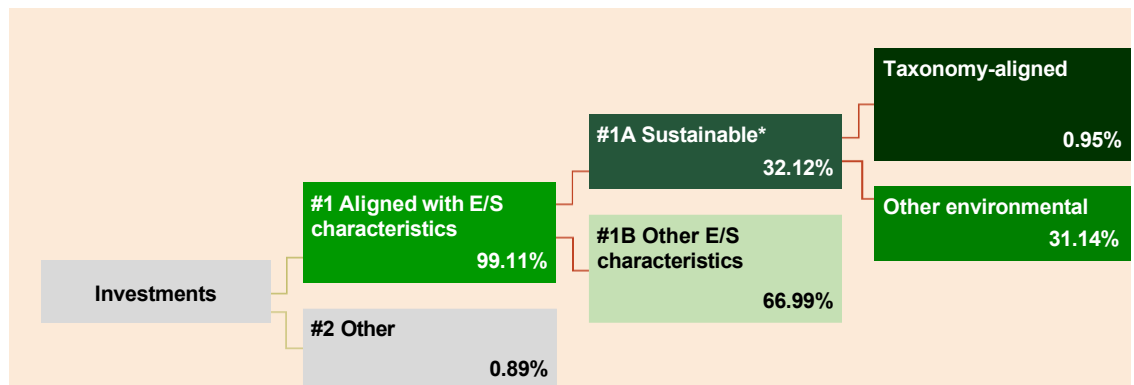 Investments
#1 Aligned with E/S
characteristics
99.11%
#2 Other
0.89%
#1A Sustainable*
32.12%
#1B Other E/S
characteristics
66.99%
Taxonomy-aligned
0.95%
Other environmental
31.14%